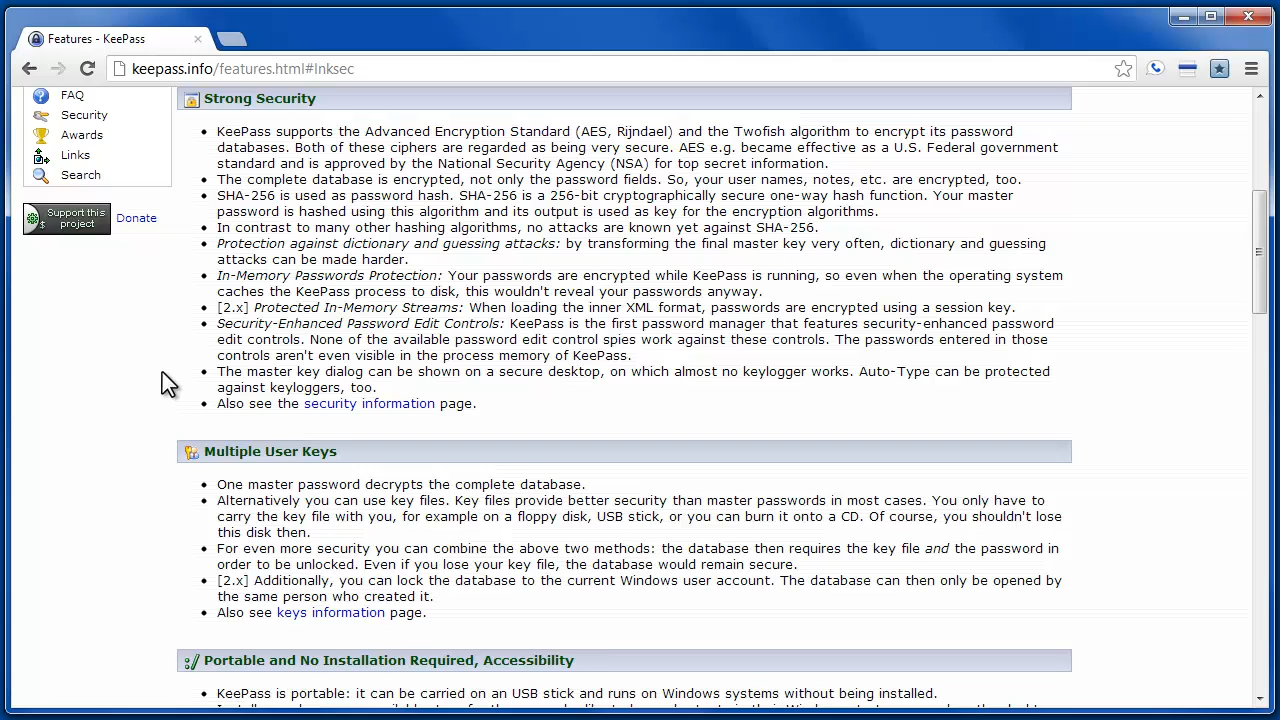 Features - KeePass
keepass.info/features.html#lnksec
FAQ
Security
Awards
Links
Search
Support this
project
Donate
Strong Security
KeePass supports the Advanced Encryption Standard (AES, Rijndael) and the Twofish algorithm to encrypt its password
databases. Both of these ciphers are regarded as being very secure. AES e.g. became effective as a U.S. Federal government
standard and is approved by the National Security Agency (NSA) for top secret information.
The complete database is encrypted, not only the password fields. So, your user names, notes, etc. are encrypted, too.
SHA-256 is used as password hash. SHA-256 is a 256-bit cryptographically secure one-way hash function. Your master
password is hashed using this algorithm and its output is used as key for the encryption algorithms.
In contrast to many other hashing algorithms, no attacks are known yet against SHA-256.
Protection against dictionary and guessing attacks: by transforming the final master key very often, dictionary and guessing
attacks can be made harder.
In-Memory Passwords Protection: Your passwords are encrypted while KeePass is running, so even when the operating system
caches the KeePass process to disk, this wouldn't reveal your passwords anyway.
[2.x] Protected In-Memory Streams: When loading the inner XML format, passwords are encrypted using a session key.
Security-Enhanced Password Edit Controls: KeePass is the first password manager that features security-enhanced password
edit controls. None of the available password edit control spies work against these controls. The passwords entered in those
controls aren't even visible in the process memory of KeePass.
The master key dialog can be shown on a secure desktop, on which almost no keylogger works. Auto-Type can be protected
against keyloggers, too.
Also see the security information page.
Multiple User Keys
One master password decrypts the complete database.
Alternatively you can use key files. Key files provide better security than master passwords in most cases. You only have to
carry the key file with you, for example on a floppy disk, USB stick, or you can burn it onto a CD. Of course, you shouldn't lose
this disk then.
For even more security you can combine the above two methods: the database then requires the key file and the password in
order to be unlocked. Even if you lose your key file, the database would remain secure.
[2.x] Additionally, you can lock the database to the current Windows user account. The database can then only be opened by
the same person who created it.
Also see keys information page.
Portable and No Installation Required, Accessibility
KeePass is portable: it can be carried on an USB stick and runs on Windows systems without being installed.